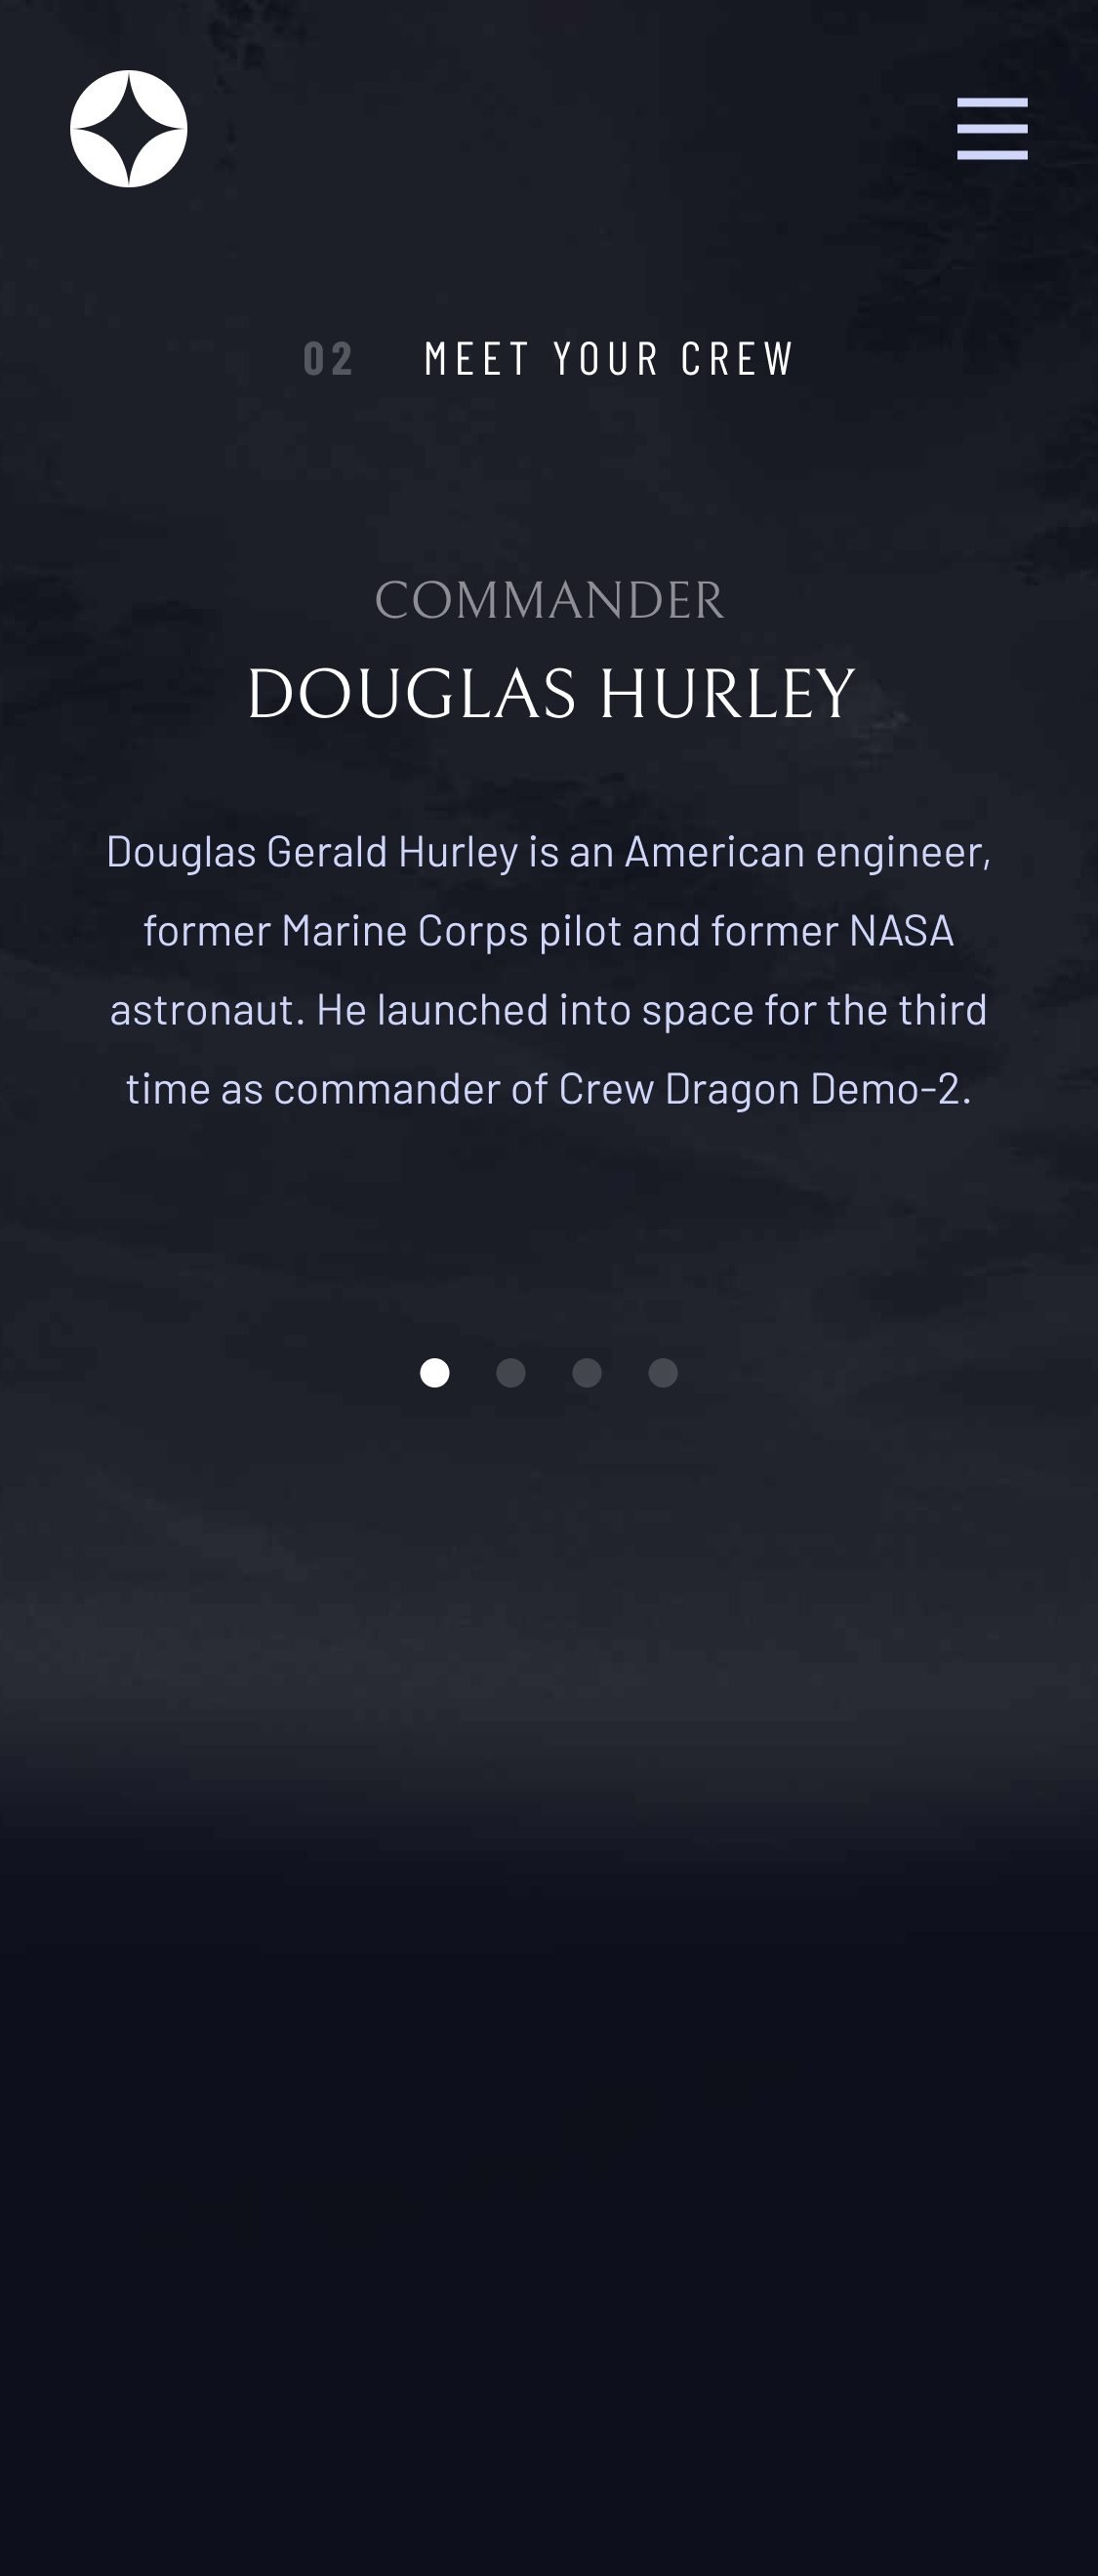 02 MEET YOUR CREW
COMMANDER
DOUGLAS HURLEY
Douglas Gerald Hurley is an American engineer,
former Marine Corps pilot and former NASA
astronaut. He launched into space for the third
time as commander of Crew Dragon Demo-2.